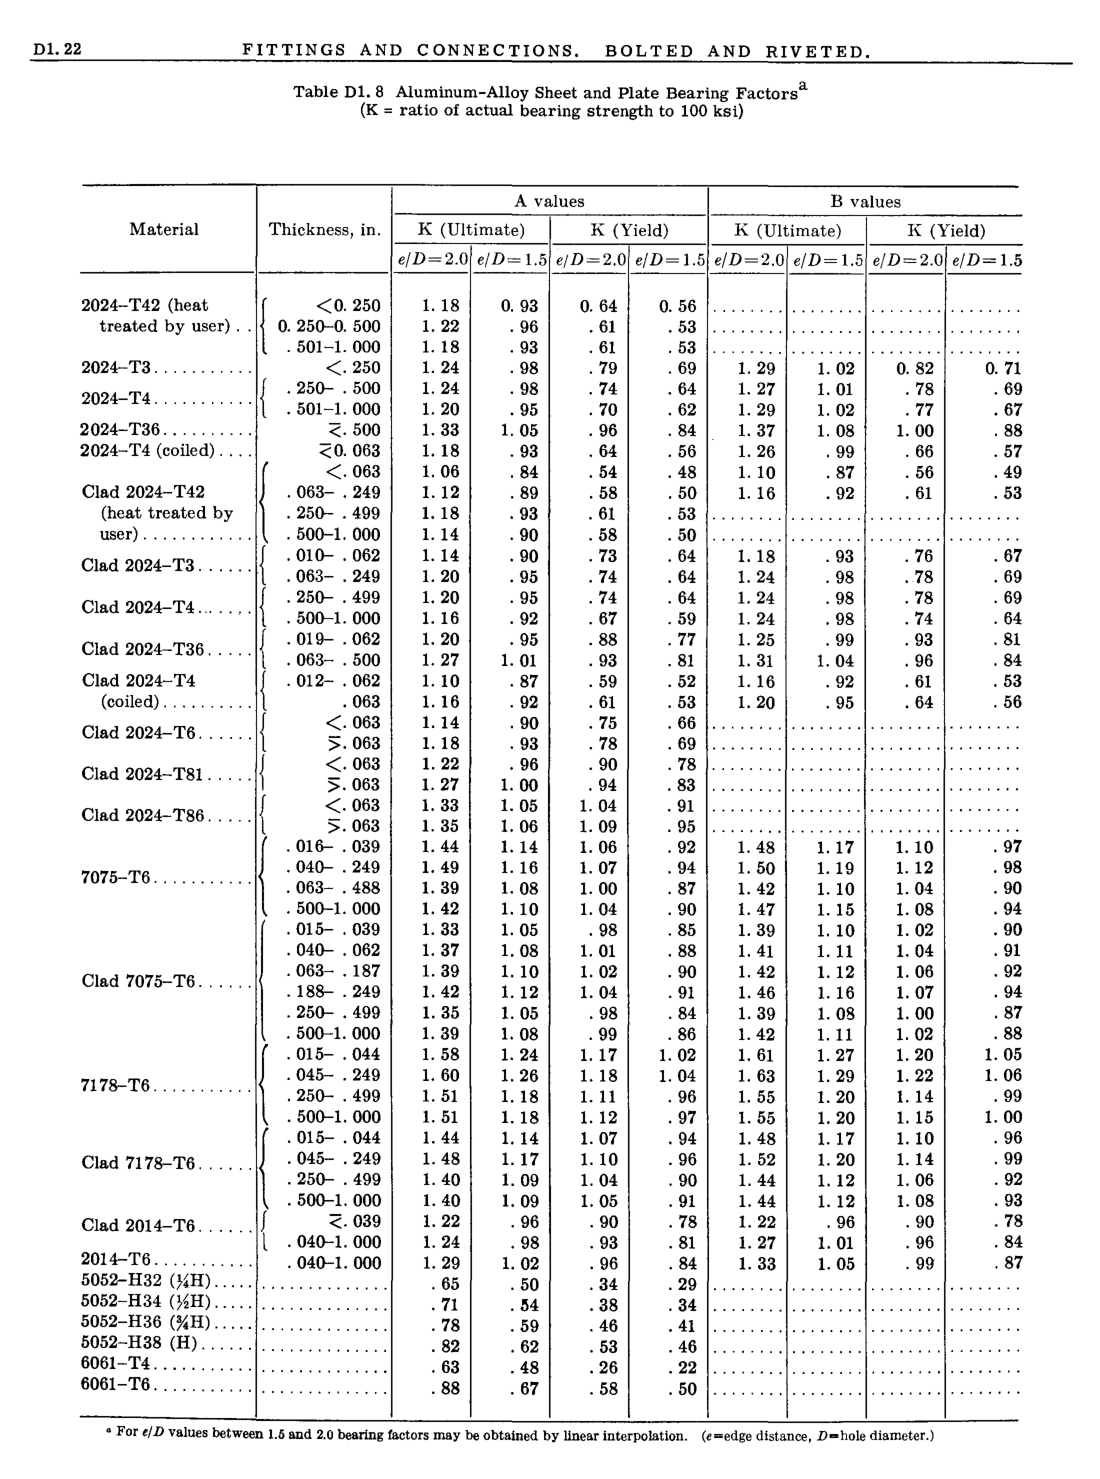 D1.22 FITTINGS AND CONNECTIONS. BOLTED AND RIVETED.
Table D1.8 Aluminum-Alloy Sheet and Plate Bearing Factors^a
(K = ratio of actual bearing strength to 100 ksi)
A values B values
Material Thickness, in. K (Ultimate) K (Yield) K (Ultimate) K (Yield)
e/D=2.0 e/D=1.5 e/D=2.0 e/D=1.5 e/D=2.0 e/D=1.5 e/D=2.0 e/D=1.5
2024–T42 (heat <0.250 1.18 0.93 0.64 0.56 ........ ........ ........ ........
treated by user) . . 0.250–0.500 1.22 .96 .61 .53 ........ ........ ........ ........
.501–1.000 1.18 .93 .61 .53 ........ ........ ........ ........
2024–T3........... <.250 1.24 .98 .79 .69 1.29 1.02 0.82 0.71
2024–T4........... .250– .500 1.24 .98 .74 .64 1.27 1.01 .78 .69
.501–1.000 1.20 .95 .70 .62 1.29 1.02 .77 .67
2024–T36.......... ≤.500 1.33 1.05 .96 .84 1.37 1.08 1.00 .88
2024–T4 (coiled).... ≤0.063 1.18 .93 .64 .56 1.26 .99 .66 .57
<.063 1.06 .84 .54 .48 1.10 .87 .56 .49
Clad 2024–T42 .063– .249 1.12 .89 .58 .50 1.16 .92 .61 .53
(heat treated by .250– .499 1.18 .93 .61 .53 ........ ........ ........ ........
user)............ .500–1.000 1.14 .90 .58 .50 ........ ........ ........ ........
Clad 2024–T3...... .010– .062 1.14 .90 .73 .64 1.18 .93 .76 .67
.063– .249 1.20 .95 .74 .64 1.24 .98 .78 .69
Clad 2024–T4...... .250– .499 1.20 .95 .74 .64 1.24 .98 .78 .69
.500–1.000 1.16 .92 .67 .59 1.24 .98 .74 .64
Clad 2024–T36..... .019– .062 1.20 .95 .88 .77 1.25 .99 .93 .81
.063– .500 1.27 1.01 .93 .81 1.31 1.04 .96 .84
Clad 2024–T4 .012– .062 1.10 .87 .59 .52 1.16 .92 .61 .53
(coiled).......... .063 1.16 .92 .61 .53 1.20 .95 .64 .56
Clad 2024–T6...... <.063 1.14 .90 .75 .66 ........ ........ ........ ........
≥.063 1.18 .93 .78 .69 ........ ........ ........ ........
Clad 2024–T81..... <.063 1.22 .96 .90 .78 ........ ........ ........ ........
≥.063 1.27 1.00 .94 .83 ........ ........ ........ ........
Clad 2024–T86..... <.063 1.33 1.05 1.04 .91 ........ ........ ........ ........
≥.063 1.35 1.06 1.09 .95 ........ ........ ........ ........
.016– .039 1.44 1.14 1.06 .92 1.48 1.17 1.10 .97
7075–T6........... .040– .249 1.49 1.16 1.07 .94 1.50 1.19 1.12 .98
.063– .488 1.39 1.08 1.00 .87 1.42 1.10 1.04 .90
.500–1.000 1.42 1.10 1.04 .90 1.47 1.15 1.08 .94
.015– .039 1.33 1.05 .98 .85 1.39 1.10 1.02 .90
.040– .062 1.37 1.08 1.01 .88 1.41 1.11 1.04 .91
Clad 7075–T6...... .063– .187 1.39 1.10 1.02 .90 1.42 1.12 1.06 .92
.188– .249 1.42 1.12 1.04 .91 1.46 1.16 1.07 .94
.250– .499 1.35 1.05 .98 .84 1.39 1.08 1.00 .87
.500–1.000 1.39 1.08 .99 .86 1.42 1.11 1.02 .88
.015– .044 1.58 1.24 1.17 1.02 1.61 1.27 1.20 1.05
7178–T6........... .045– .249 1.60 1.26 1.18 1.04 1.63 1.29 1.22 1.06
.250– .499 1.51 1.18 1.11 .96 1.55 1.20 1.14 .99
.500–1.000 1.51 1.18 1.12 .97 1.55 1.20 1.15 1.00
.015– .044 1.44 1.14 1.07 .94 1.48 1.17 1.10 .96
Clad 7178–T6...... .045– .249 1.48 1.17 1.10 .96 1.52 1.20 1.14 .99
.250– .499 1.40 1.09 1.04 .90 1.44 1.12 1.06 .92
.500–1.000 1.40 1.09 1.05 .91 1.44 1.12 1.08 .93
Clad 2014–T6...... ≤.039 1.22 .96 .90 .78 1.22 .96 .90 .78
.040–1.000 1.24 .98 .93 .81 1.27 1.01 .96 .84
2014–T6........... .040–1.000 1.29 1.02 .96 .84 1.33 1.05 .99 .87
5052–H32 (¼H)..... .............. .65 .50 .34 .29 ........ ........ ........ ........
5052–H34 (½H)..... .............. .71 .54 .38 .34 ........ ........ ........ ........
5052–H36 (¾H)..... .............. .78 .59 .46 .41 ........ ........ ........ ........
5052–H38 (H)...... .............. .82 .62 .53 .46 ........ ........ ........ ........
6061–T4........... .............. .63 .48 .26 .22 ........ ........ ........ ........
6061–T6........... .............. .88 .67 .58 .50 ........ ........ ........ ........
^a For e/D values between 1.5 and 2.0 bearing factors may be obtained by linear interpolation. (e=edge distance, D=hole diameter.)